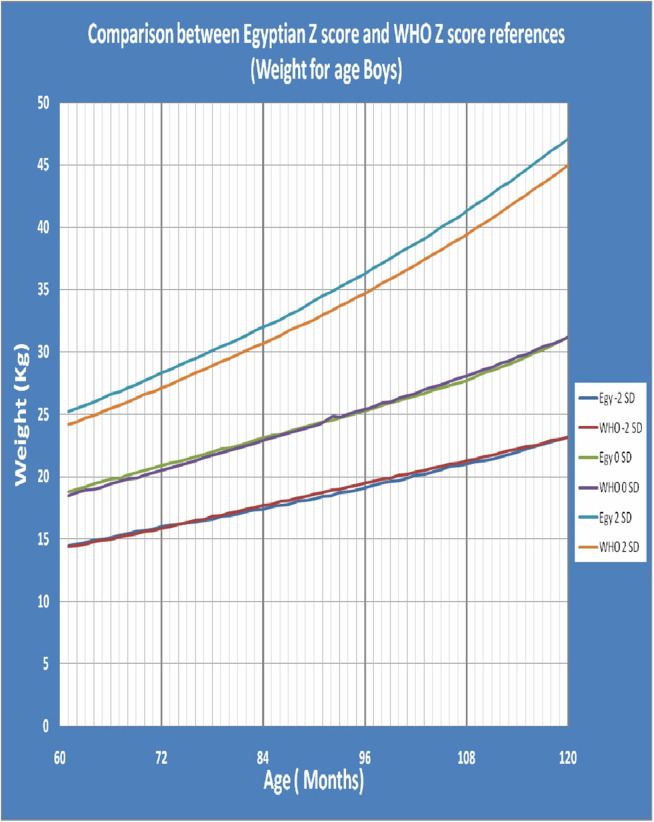 Comparison between Egyptian Z score and WHO Z score references
(Weight for age Boys)
50
45
40
35
30
25
20
15
10
5
0
Weight (Kg)
60 72 84 96 108 120
Age ( Months)
Egy -2 SD
WHO -2 SD
Egy 0 SD
WHO 0 SD
Egy 2 SD
WHO 2 SD